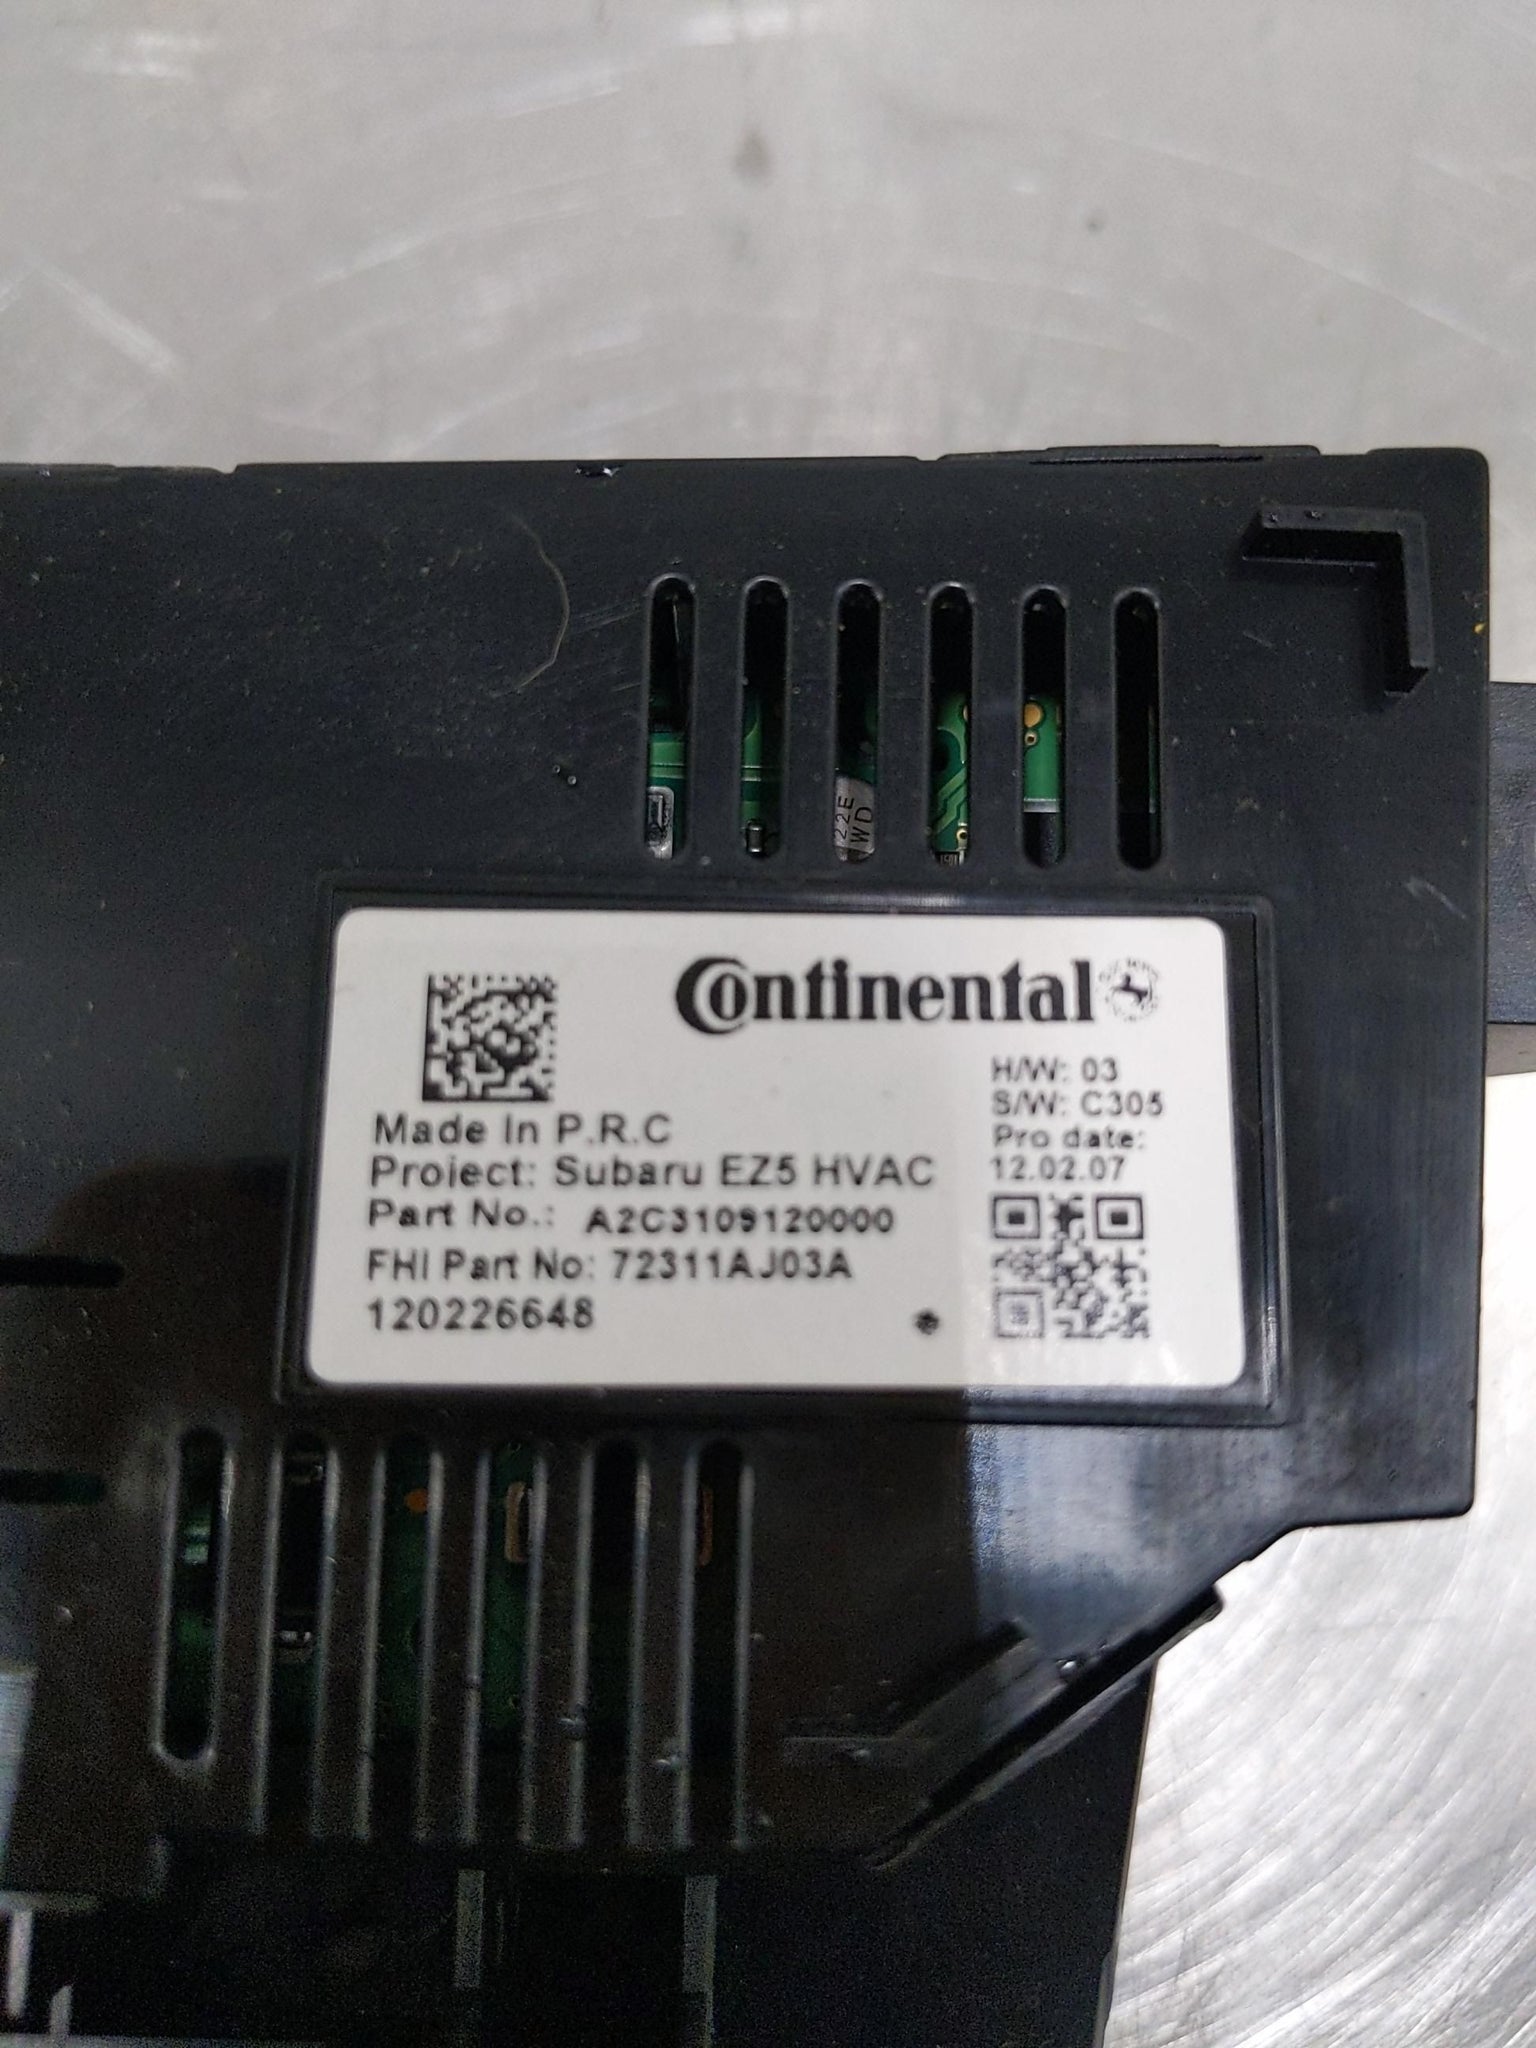 22E
WD
Continental
H/W: 03
S/W: C305
Pro date:
12.02.07
Made In P.R.C
Project: Subaru EZ5 HVAC
Part No.: A2C3109120000
FHI Part No: 72311AJ03A
120226648